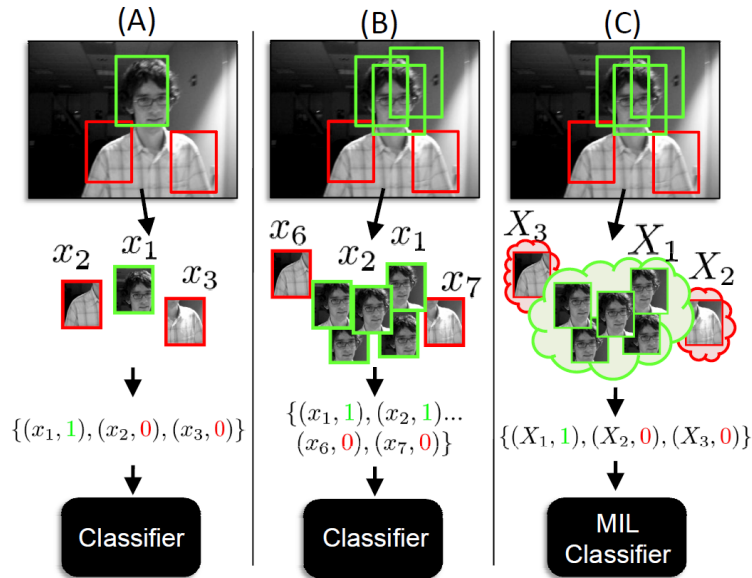 (A)
x₂ x₁ x₃
{(x₁, 1), (x₂, 0), (x₃, 0)}
Classifier
(B)
x₆ x₂ x₁ x₇
{(x₁, 1), (x₂, 1)...
(x₆, 0), (x₇, 0)}
Classifier
(C)
X₃ X₁ X₂
{(X₁, 1), (X₂, 0), (X₃, 0)}
MIL
Classifier